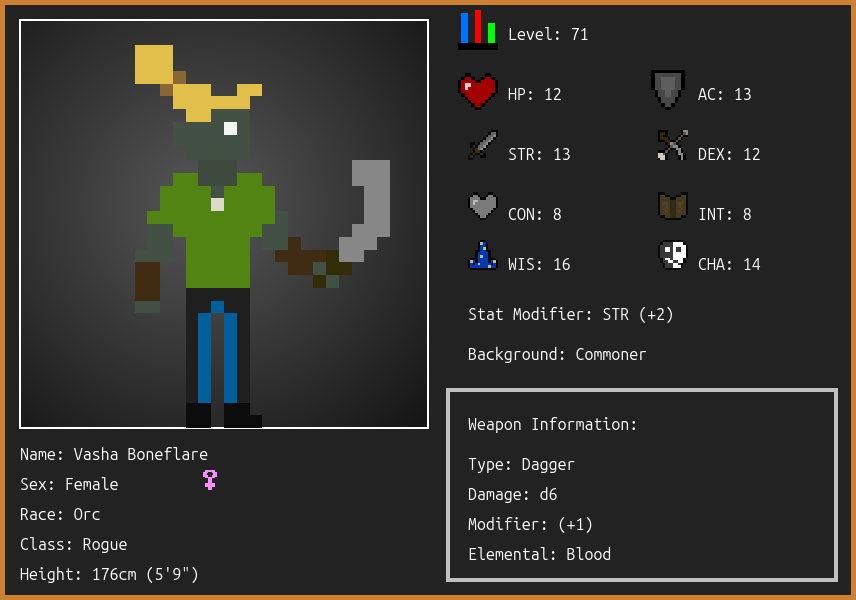 Level: 71
HP: 12
AC: 13
STR: 13
DEX: 12
CON: 8
INT: 8
WIS: 16
CHA: 14
Stat Modifier: STR (+2)
Background: Commoner
Weapon Information:
Type: Dagger
Damage: d6
Modifier: (+1)
Elemental: Blood
Name: Vasha Boneflare
Sex: Female
Race: Orc
Class: Rogue
Height: 176cm (5'9")